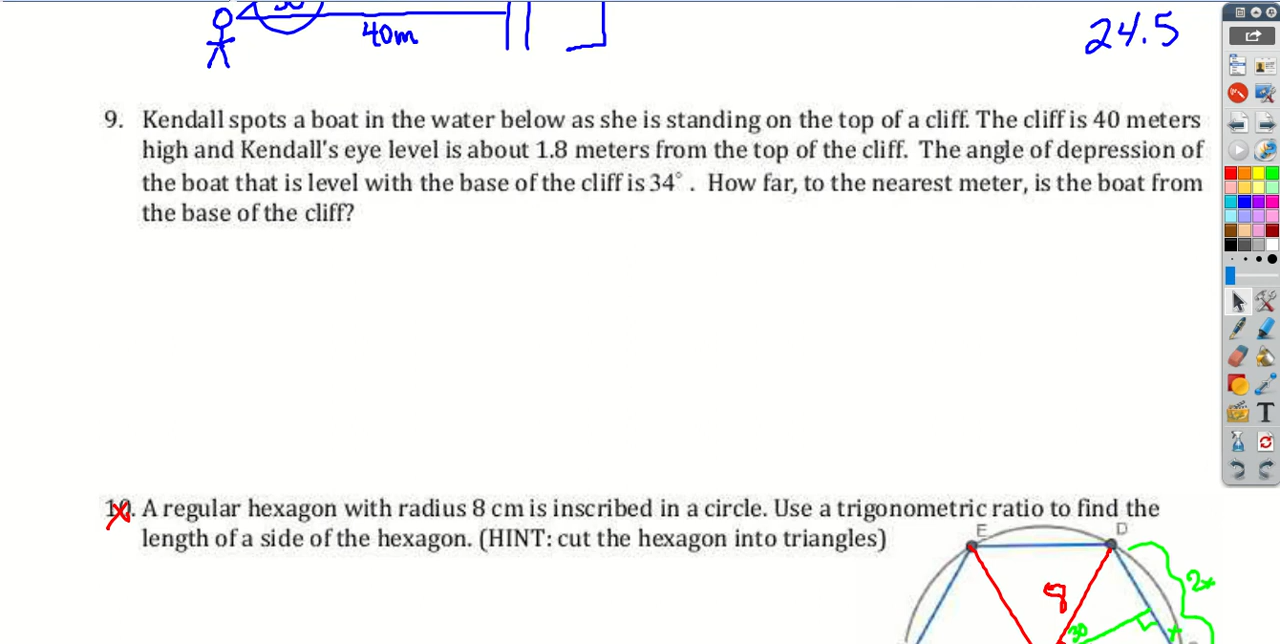 40m
24.5
9. Kendall spots a boat in the water below as she is standing on the top of a cliff. The cliff is 40 meters
high and Kendall's eye level is about 1.8 meters from the top of the cliff. The angle of depression of
the boat that is level with the base of the cliff is 34° . How far, to the nearest meter, is the boat from
the base of the cliff?
10. A regular hexagon with radius 8 cm is inscribed in a circle. Use a trigonometric ratio to find the
length of a side of the hexagon. (HINT: cut the hexagon into triangles)
E
D
8
2x
30
x
T